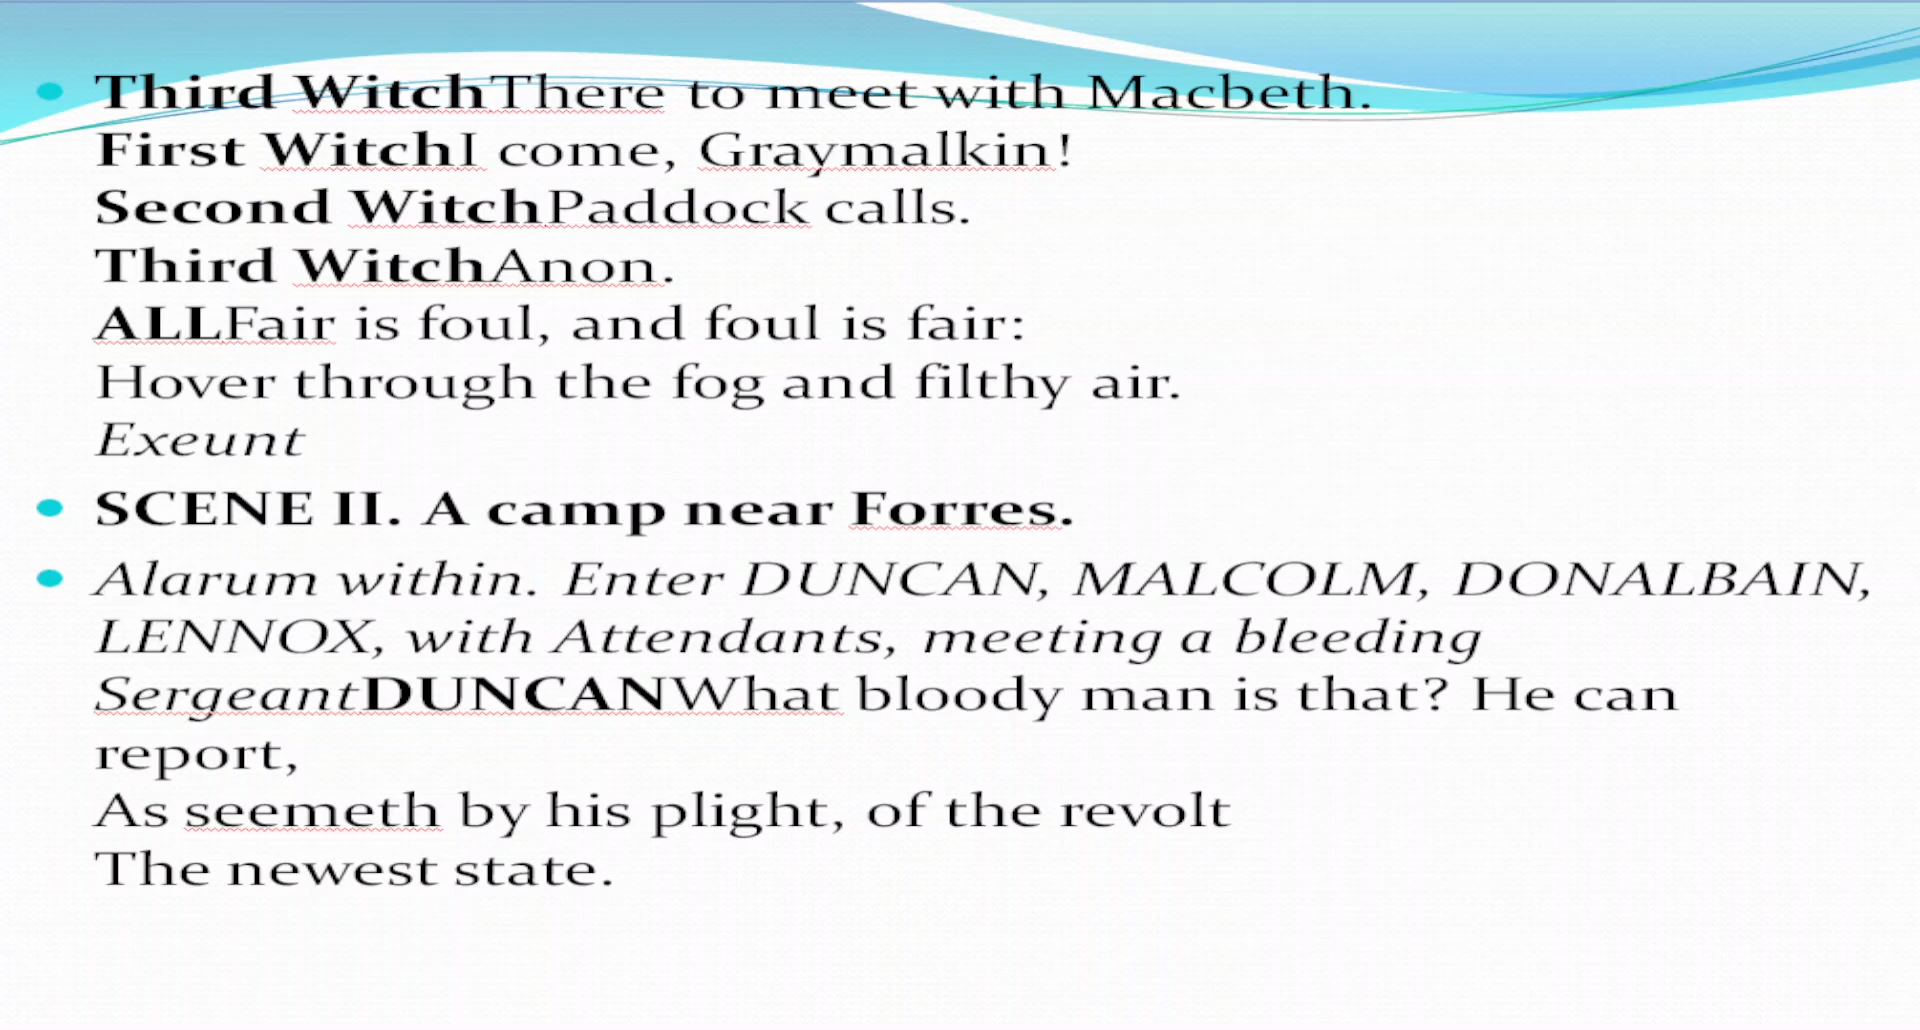 Third WitchThere to meet with Macbeth.
First WitchI come, Graymalkin!
Second WitchPaddock calls.
Third WitchAnon.
ALLFair is foul, and foul is fair:
Hover through the fog and filthy air.
Exeunt
SCENE II. A camp near Forres.
Alarum within. Enter DUNCAN, MALCOLM, DONALBAIN,
LENNOX, with Attendants, meeting a bleeding
SergeantDUNCANWhat bloody man is that? He can
report,
As seemeth by his plight, of the revolt
The newest state.